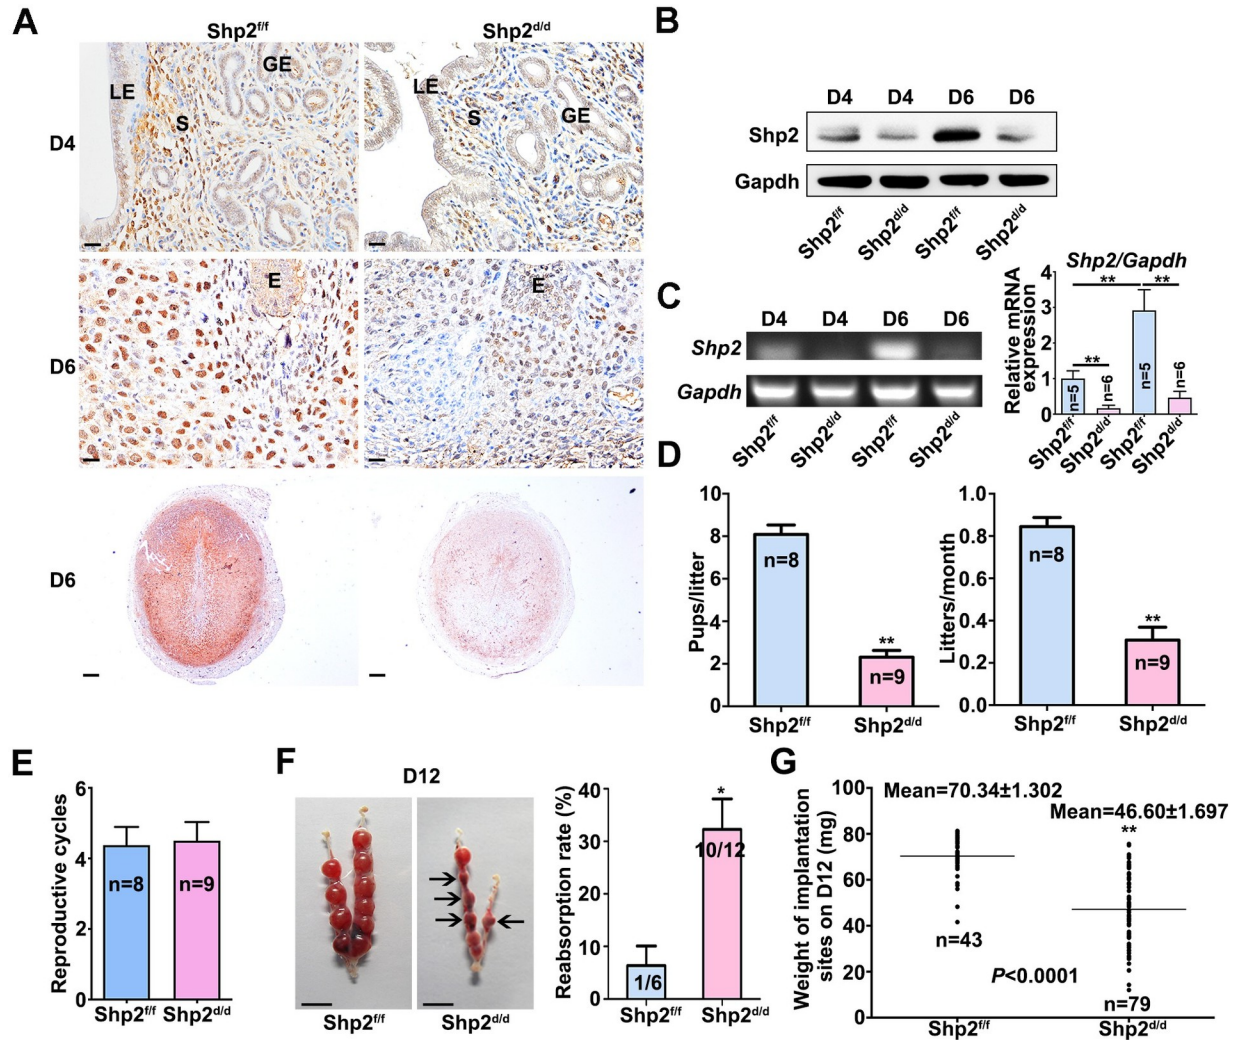 A
Shp2f/f
Shp2d/d
D4
LE
S
GE
LE
S
GE
D6
E
E
D6
B
D4 D4 D6 D6
Shp2
Gapdh
Shp2f/f Shp2d/d Shp2f/f Shp2d/d
C
D4 D4 D6 D6
Shp2
Gapdh
Shp2f/f Shp2d/d Shp2f/f Shp2d/d
Shp2/Gapdh
Relative mRNA
expression
4
3
2
1
0
** ** **
n=5 n=6 n=5 n=6
Shp2f/f Shp2d/d Shp2f/f Shp2d/d
D
Pups/litter
10
8
6
4
2
0
n=8
**
n=9
Shp2f/f Shp2d/d
Litters/month
1.0
0.8
0.6
0.4
0.2
0.0
n=8
**
n=9
Shp2f/f Shp2d/d
E
Reproductive cycles
6
4
2
0
n=8 n=9
Shp2f/f Shp2d/d
F
D12
Shp2f/f Shp2d/d
Reabsorption rate (%)
40
30
20
10
0
*
10/12
1/6
Shp2f/f Shp2d/d
G
Weight of implantation
sites on D12 (mg)
100
80
60
40
20
0
Mean=70.34±1.302
Mean=46.60±1.697
**
n=43
P<0.0001
n=79
Shp2f/f Shp2d/d